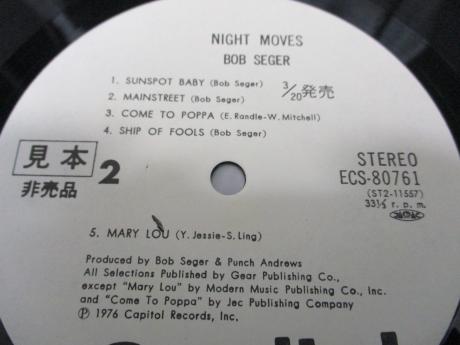 NIGHT MOVES
BOB SEGER
1. SUNSPOT BABY (Bob Seger)
3/20発売
2. MAINSTREET (Bob Seger)
3. COME TO POPPA (E. Randle-W. Mitchell)
4. SHIP OF FOOLS (Bob Seger)
見本
非売品
2
STEREO
ECS-80761
(ST2-11557)
33⅓ r. p. m.
5. MARY LOU (Y. Jessie-S. Ling)
Produced by Bob Seger & Punch Andrews
All Selections Published by Gear Publishing Co.,
except "Mary Lou" by Modern Music Publishing Co., Inc.
and "Come To Poppa" by Jec Publishing Company
Ⓟ 1976 Capitol Records, Inc.